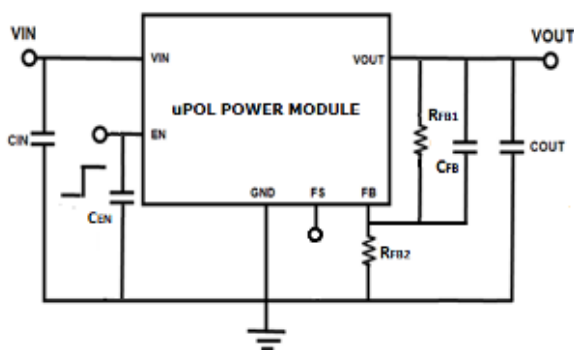 VIN
VOUT
VIN
VOUT
uPOL POWER MODULE
RFB1
CIN
EN
CFB
COUT
GND
FS
FB
CEN
RFB2